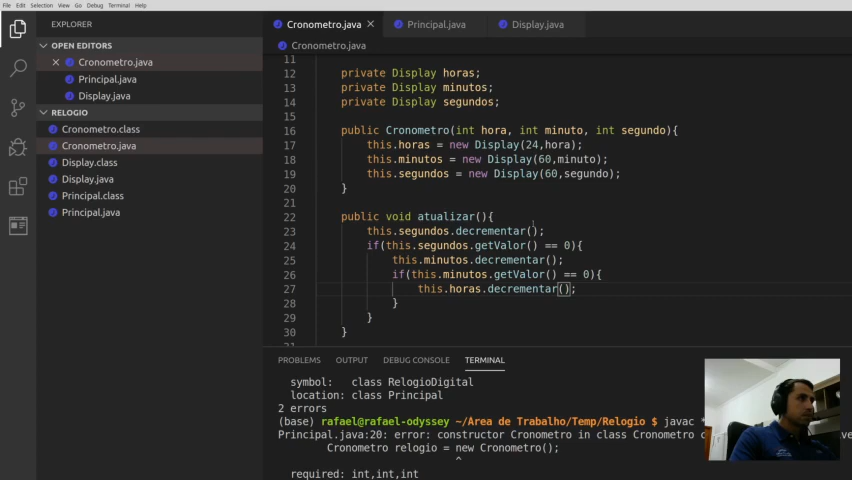 File Edit Selection View Go Debug Terminal Help
EXPLORER
OPEN EDITORS
Cronometro.java
Principal.java
Display.java
RELOGIO
Cronometro.class
Cronometro.java
Display.class
Display.java
Principal.class
Principal.java
Cronometro.java Principal.java Display.java
Cronometro.java
11
12 private Display horas;
13 private Display minutos;
14 private Display segundos;
15
16 public Cronometro(int hora, int minuto, int segundo){
17 this.horas = new Display(24,hora);
18 this.minutos = new Display(60,minuto);
19 this.segundos = new Display(60,segundo);
20 }
21
22 public void atualizar(){
23 this.segundos.decrementar();
24 if(this.segundos.getValor() == 0){
25 this.minutos.decrementar();
26 if(this.minutos.getValor() == 0){
27 this.horas.decrementar();
28 }
29 }
30 }
PROBLEMS OUTPUT DEBUG CONSOLE TERMINAL
symbol: class RelogioDigital
location: class Principal
2 errors
(base) rafael@rafael-odyssey ~/Area de Trabalho/Temp/Relogio $ javac
Principal.java:20: error: constructor Cronometro in class Cronometro
Cronometro relogio = new Cronometro();
^
required: int,int,int